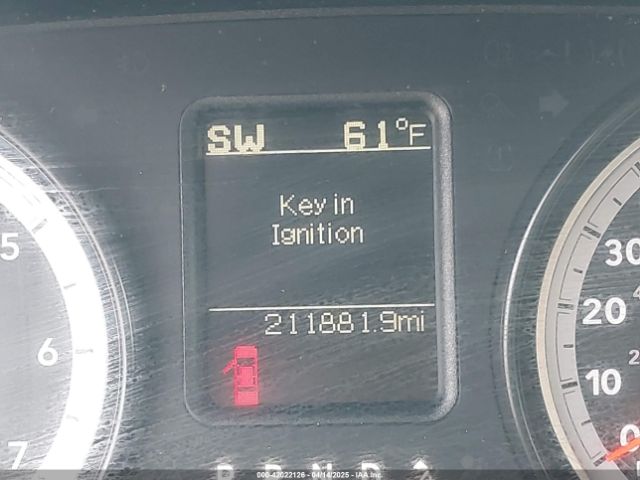 SW 61°F
Key in
Ignition
211881.9mi
5
6
7
30
20
10
0
P R N D
000-42022126 - 04/14/2025 - IAA Inc.